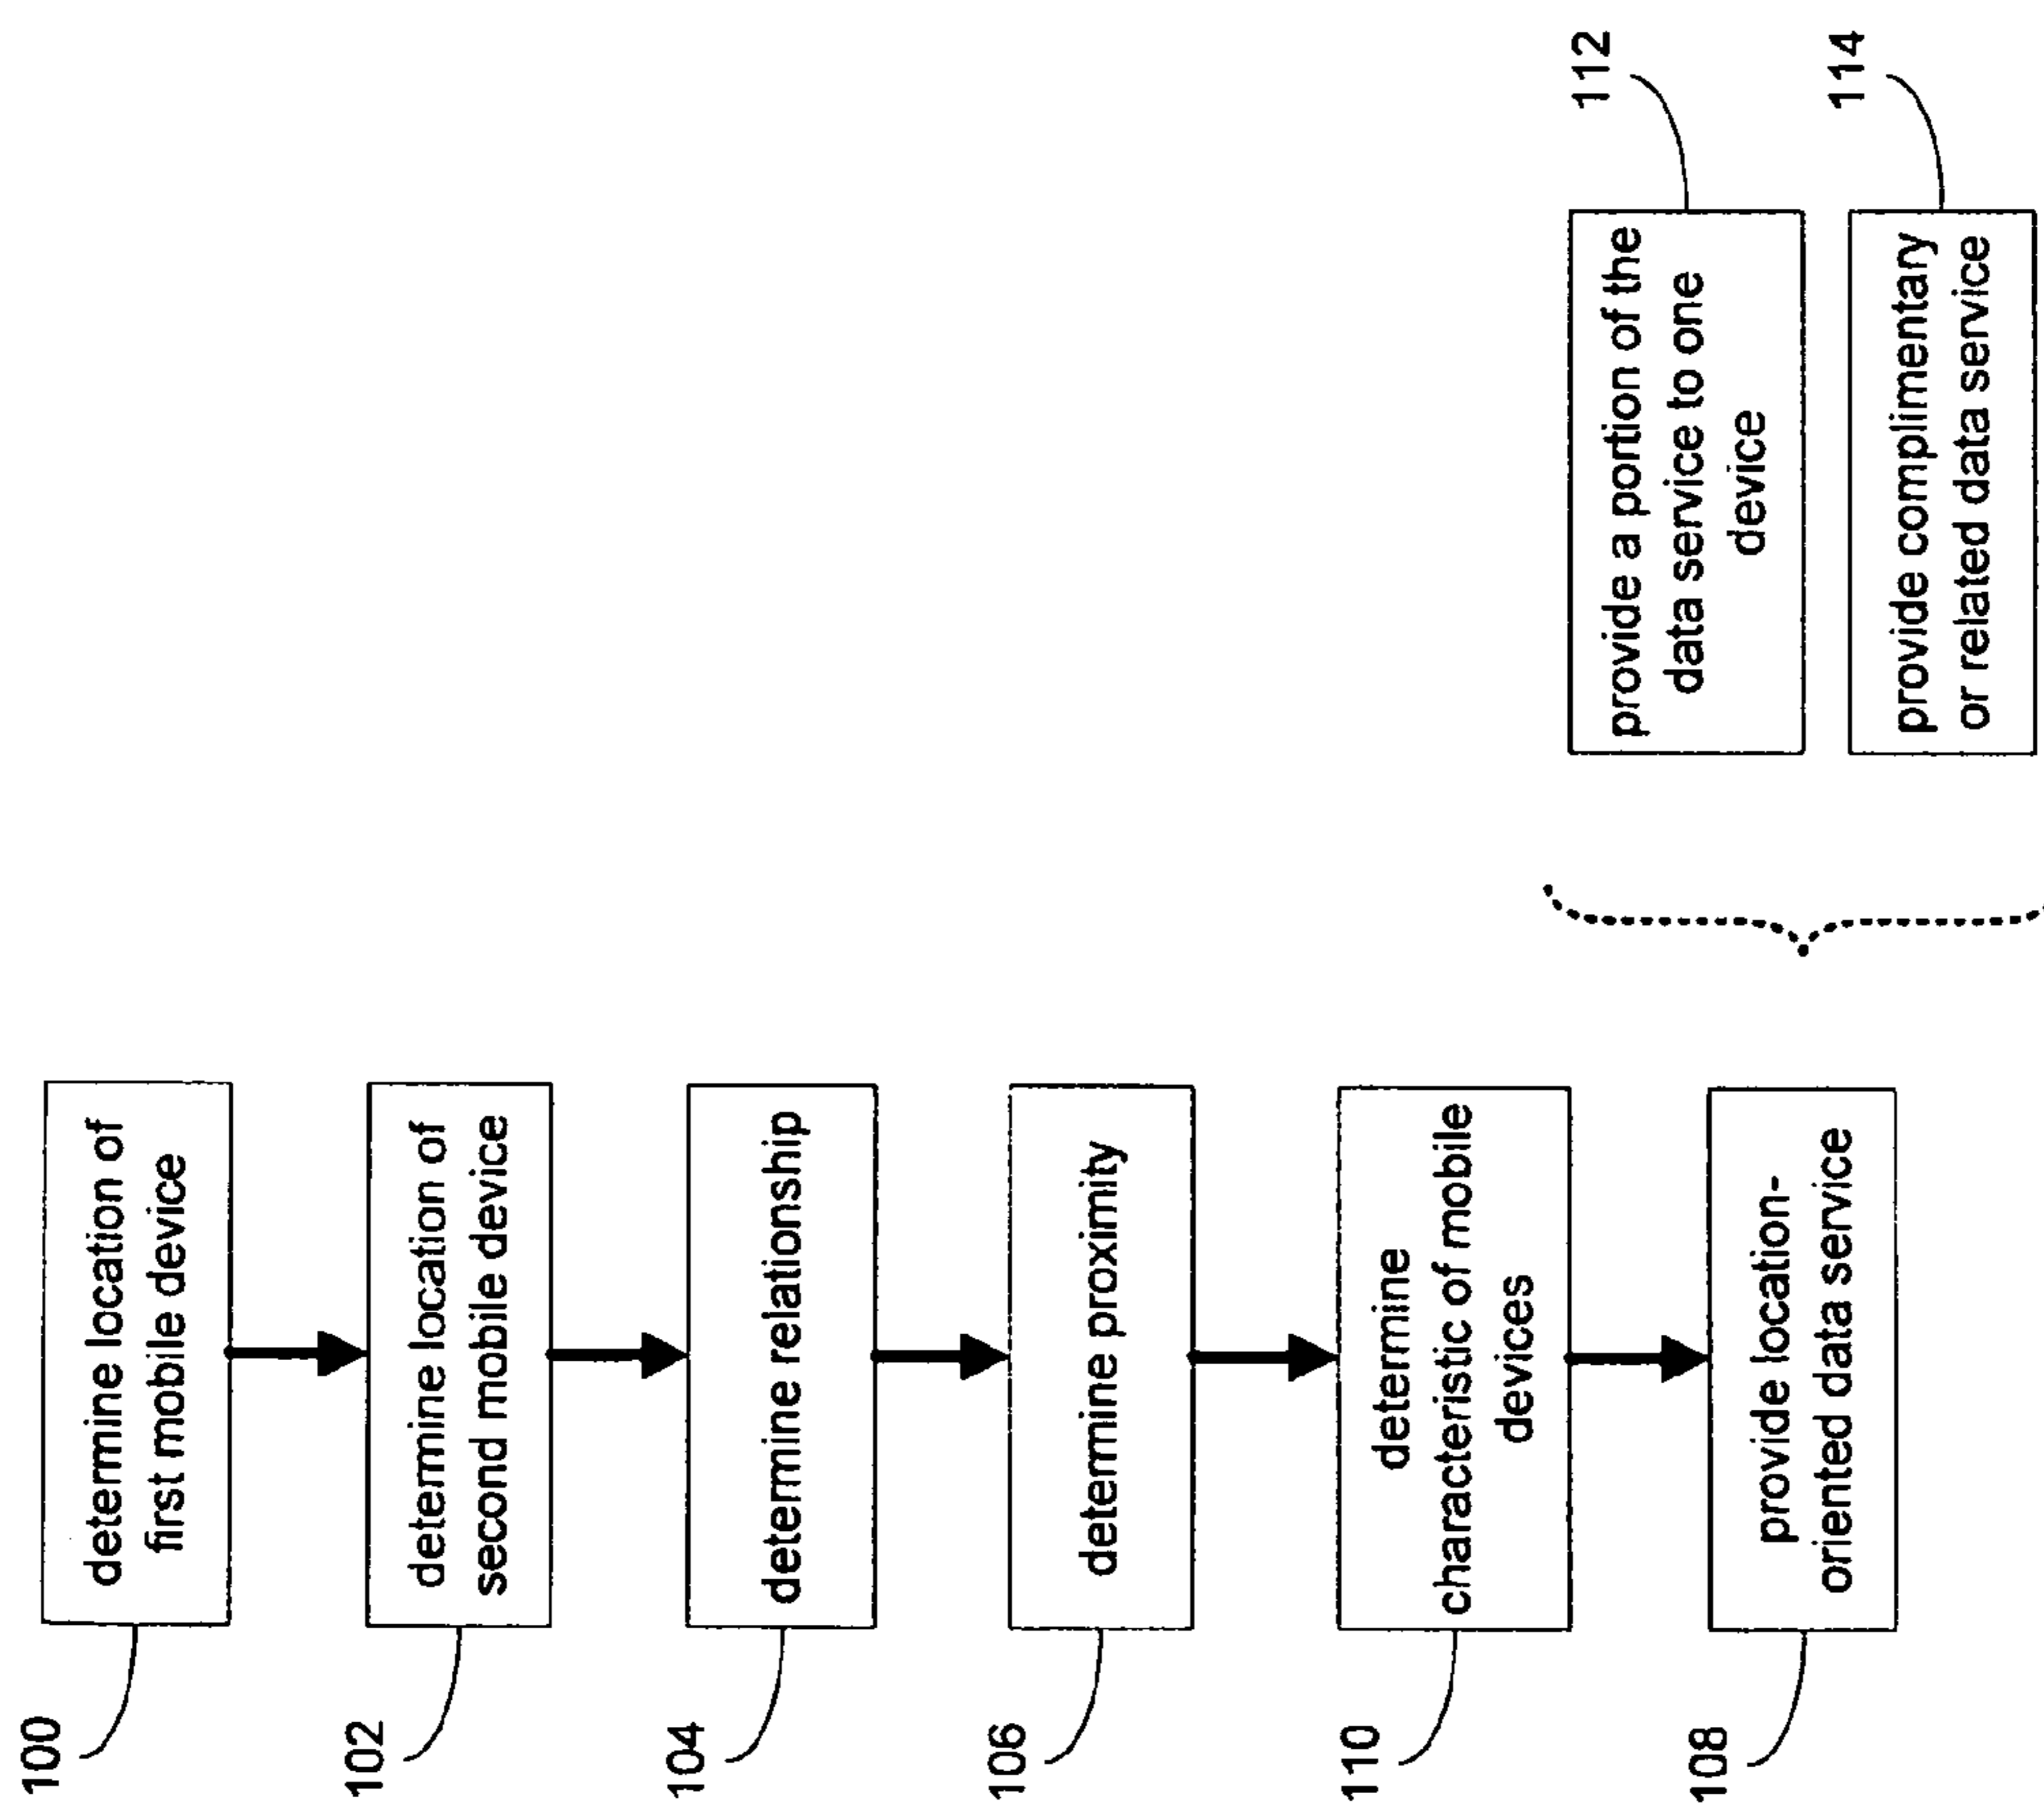 100
determine location of
first mobile device
102
determine location of
second mobile device
104
determine relationship
106
determine proximity
110
determine
characteristic of mobile
devices
108
provide location-
oriented data service
112
provide a portion of the
data service to one
device
114
provide complimentary
or related data service